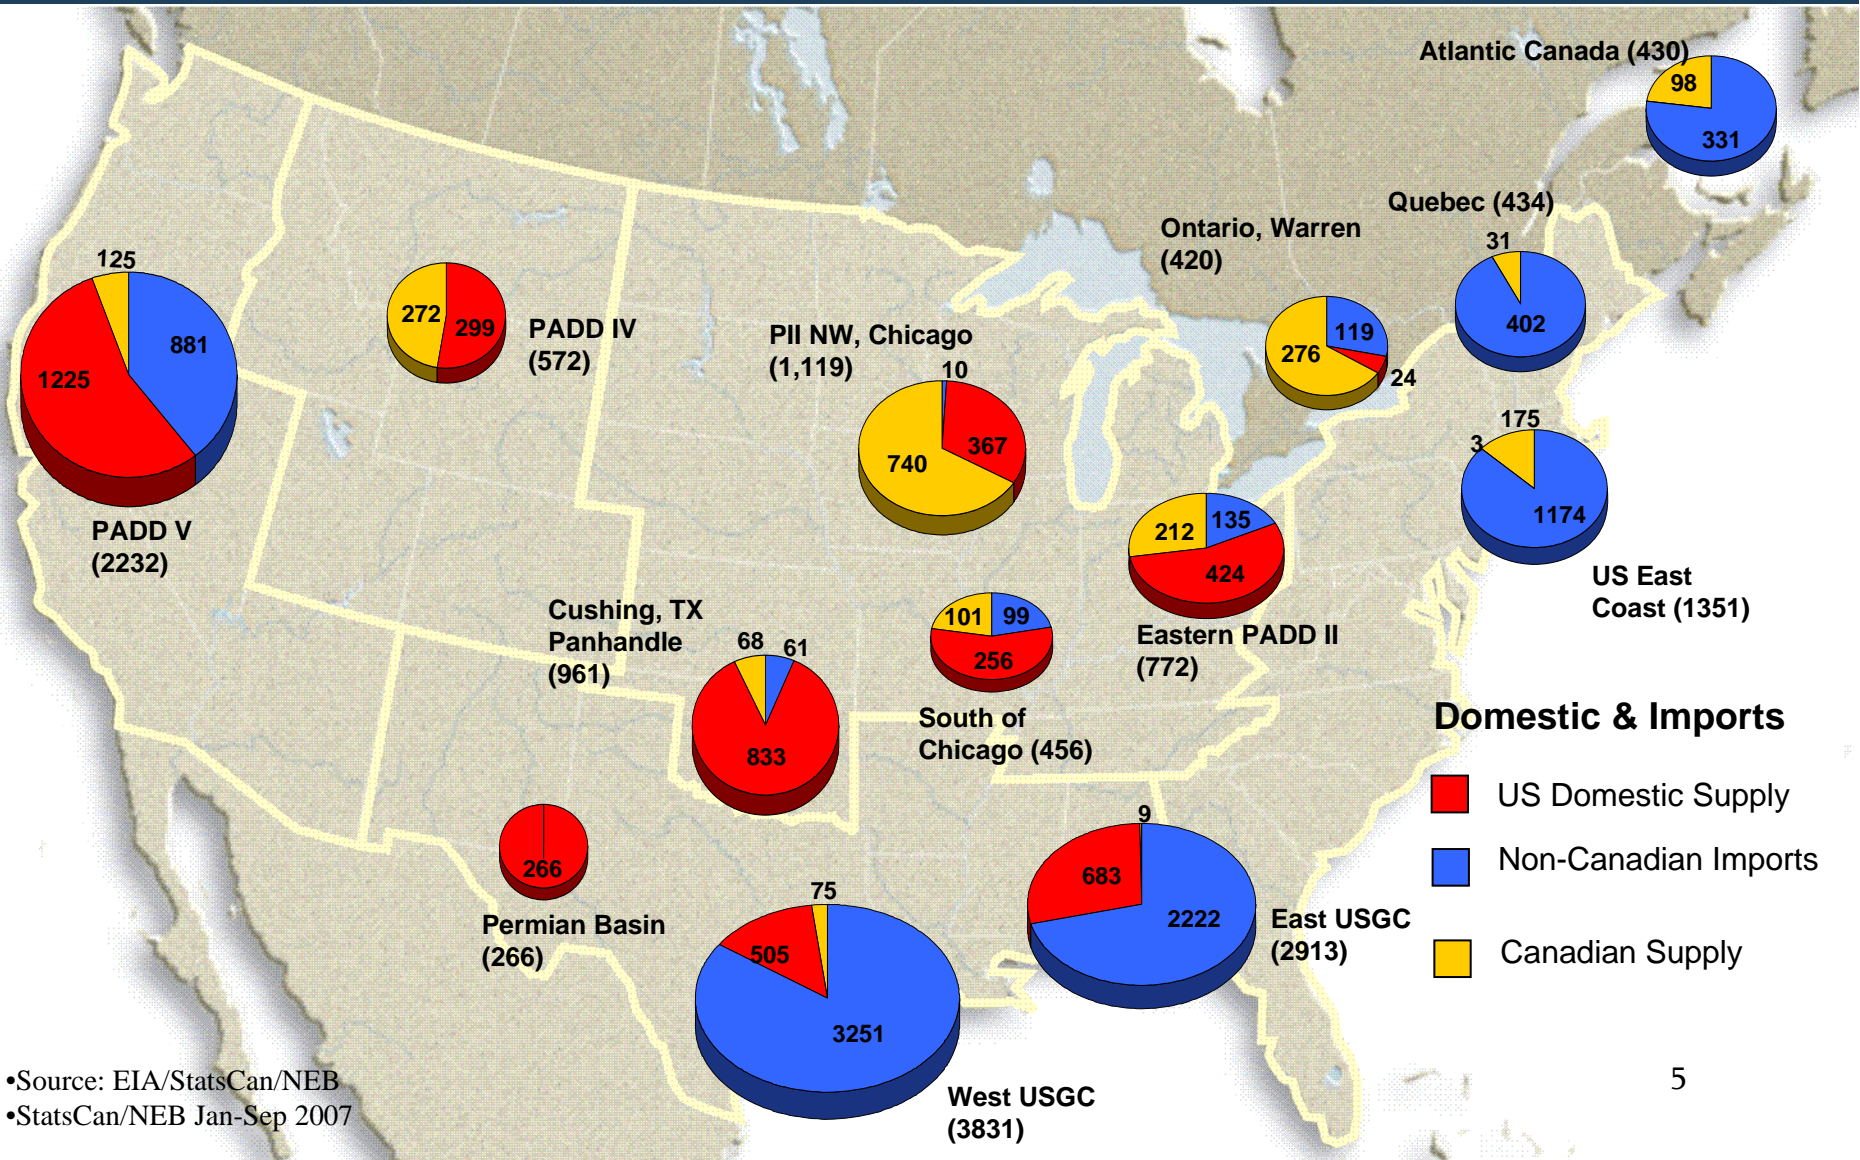 Atlantic Canada (430)
98
331
Quebec (434)
31
402
Ontario, Warren
(420)
119
276
24
125
881
1225
PADD V
(2232)
272
299
PADD IV
(572)
PII NW, Chicago
(1,119)
10
367
740
175
3
1174
US East
Coast (1351)
212
135
424
Eastern PADD II
(772)
Cushing, TX
Panhandle
(961)
68
61
833
101
99
256
South of
Chicago (456)
266
Permian Basin
(266)
75
505
3251
West USGC
(3831)
9
683
2222
East USGC
(2913)
Domestic & Imports
US Domestic Supply
Non-Canadian Imports
Canadian Supply
•Source: EIA/StatsCan/NEB
•StatsCan/NEB Jan-Sep 2007
5